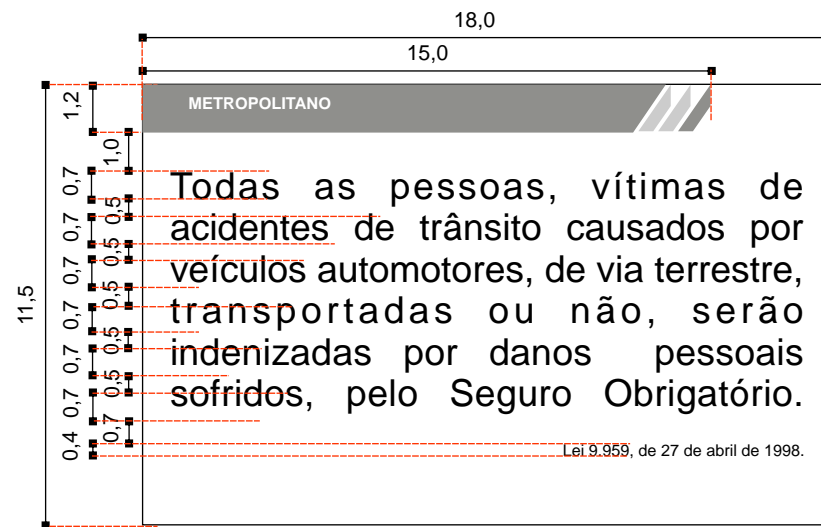 18,0
15,0
1,2
METROPOLITANO
1,0
0,7
Todas as pessoas, vítimas de
0,5
0,7
acidentes de trânsito causados por
0,5
0,7
veículos automotores, de via terrestre,
0,5
11,5
0,7
transportadas ou não, serão
0,5
0,7
indenizadas por danos pessoais
0,5
0,7
sofridos, pelo Seguro Obrigatório.
0,7
0,4
Lei 9.959, de 27 de abril de 1998.